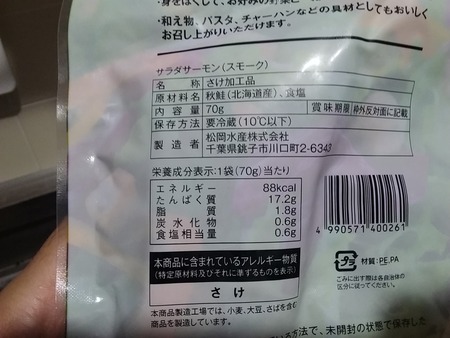 ・身をほぐして、お好みの野菜と
・和え物、パスタ、チャーハンなどの具材としてもおいしく
お召し上がりいただけます。
サラダサーモン(スモーク)
名称 さけ加工品
原材料名 秋鮭(北海道産)、食塩
内容量 70g 賞味期限 枠外反対面に記載
保存方法 要冷蔵(10℃以下)
製造者 松岡水産株式会社
千葉県銚子市川口町2-6343
栄養成分表示:1袋(70g)当たり
エネルギー 88kcal
たんぱく質 17.2g
脂質 1.8g
炭水化物 0.6g
食塩相当量 0.6g
4 990571 400261
本商品に含まれているアレルギー物質
(特定原材料及びそれに準ずるものを表示)
さけ
プラ 材質:PE,PA
こみに出す際は各自治体の
区分に従ってください。
本商品製造工場では、小麦、大豆、さばを含む
商品を製造しています。
方法で、未開封の状態で保存した